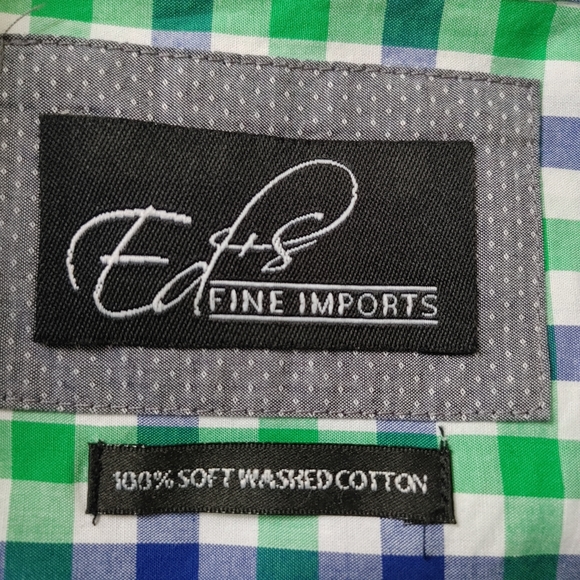 Ed's
FINE IMPORTS
100% SOFT WASHED COTTON